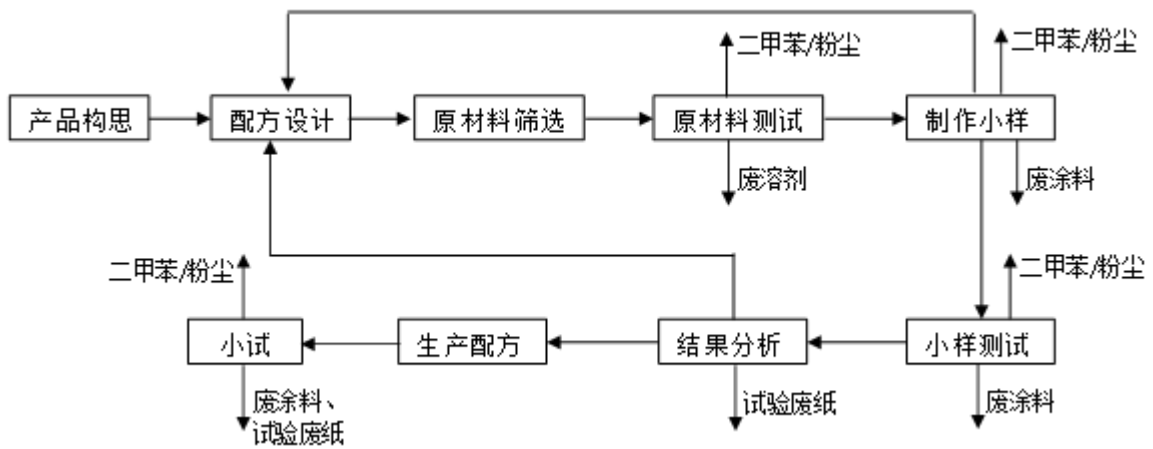 二甲苯/粉尘
二甲苯/粉尘
产品构思
配方设计
原材料筛选
原材料测试
制作小样
废溶剂
废涂料
二甲苯/粉尘
二甲苯/粉尘
小试
生产配方
结果分析
小样测试
废涂料、
试验废纸
试验废纸
废涂料